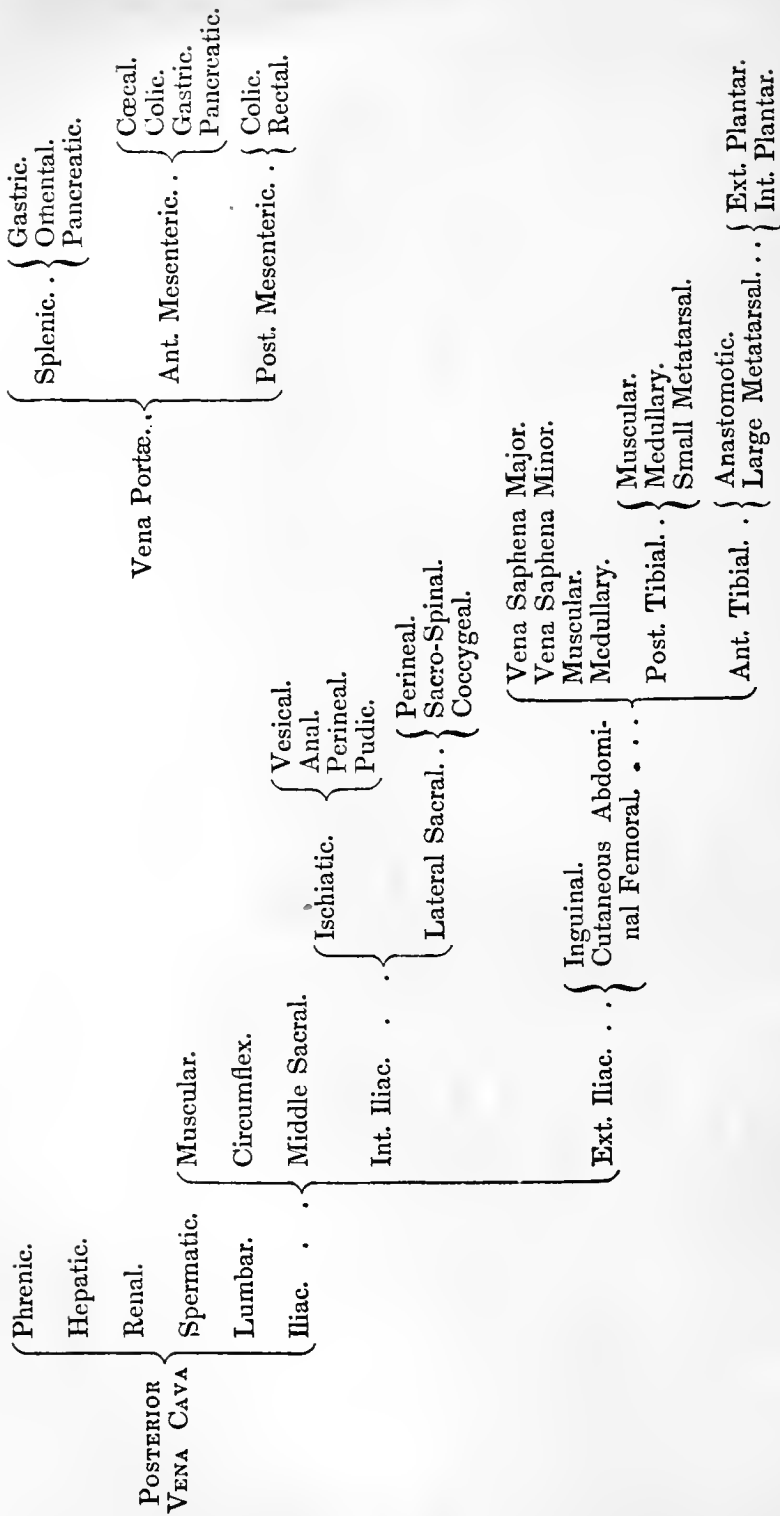 POSTERIOR
VENA CAVA
Phrenic.
Hepatic.
Renal.
Spermatic.
Lumbar.
Iliac. . .
Muscular.
Circumflex.
Middle Sacral.
Int. Iliac. . .
Ischiatic.
Vesical.
Anal.
Perineal.
Pudic.
Lateral Sacral. .
Perineal.
Sacro-Spinal.
Coccygeal.
Ext. Iliac. . .
Inguinal.
Cutaneous Abdomi-
nal Femoral. . . .
Vena Saphena Major.
Vena Saphena Minor.
Muscular.
Medullary.
Post. Tibial. .
Muscular.
Medullary.
Small Metatarsal.
Ant. Tibial. .
Anastomotic.
Large Metatarsal. . .
Ext. Plantar.
Int. Plantar.
Vena Portæ. . .
Splenic. .
Gastric.
Omental.
Pancreatic.
Ant. Mesenteric. .
Cœcal.
Colic.
Gastric.
Pancreatic.
Post. Mesenteric. .
Colic.
Rectal.